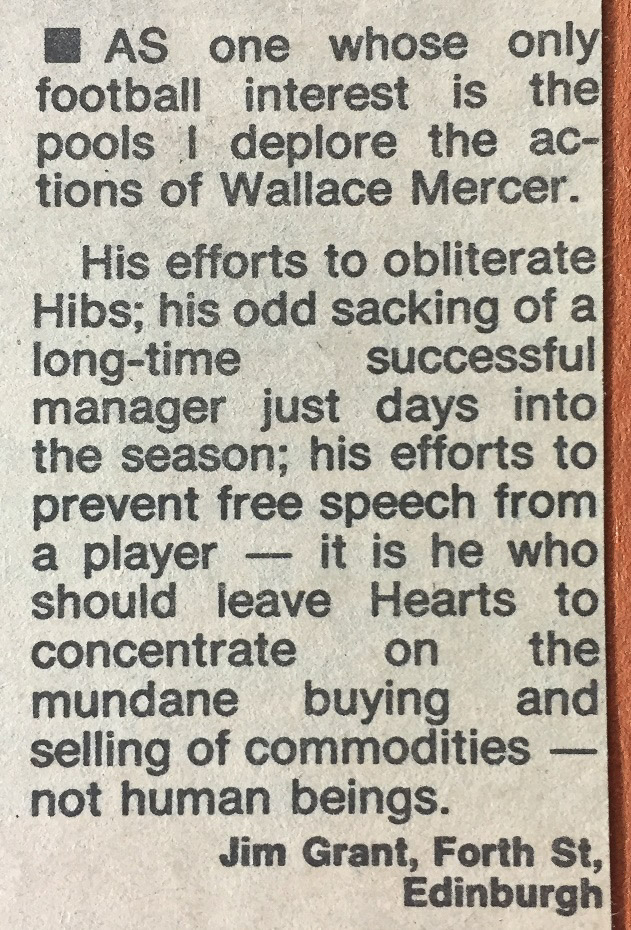 ■ AS one whose only
football interest is the
pools I deplore the ac-
tions of Wallace Mercer.
His efforts to obliterate
Hibs; his odd sacking of a
long-time successful
manager just days into
the season; his efforts to
prevent free speech from
a player — it is he who
should leave Hearts to
concentrate on the
mundane buying and
selling of commodities —
not human beings.
Jim Grant, Forth St,
Edinburgh